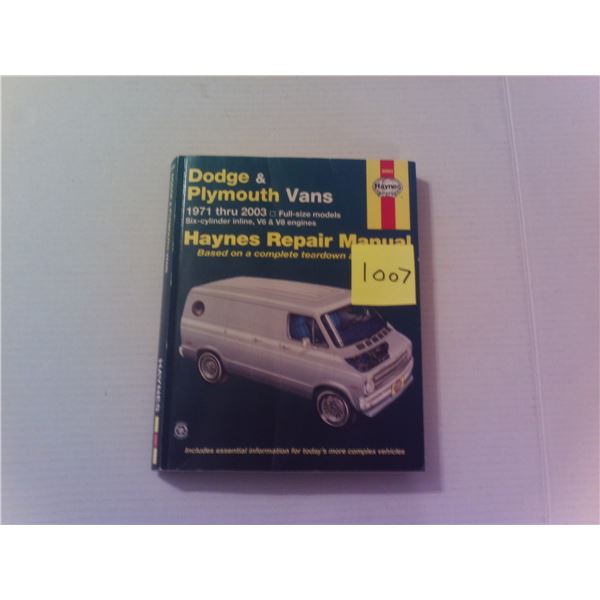 Dodge &
Plymouth Vans
1971 thru 2003 □ Full-size models
Six-cylinder inline, V6 & V8 engines
Haynes Repair Manual
Based on a complete teardown
1007
Haynes
HAYNES
Includes essential information for today's more complex vehicles